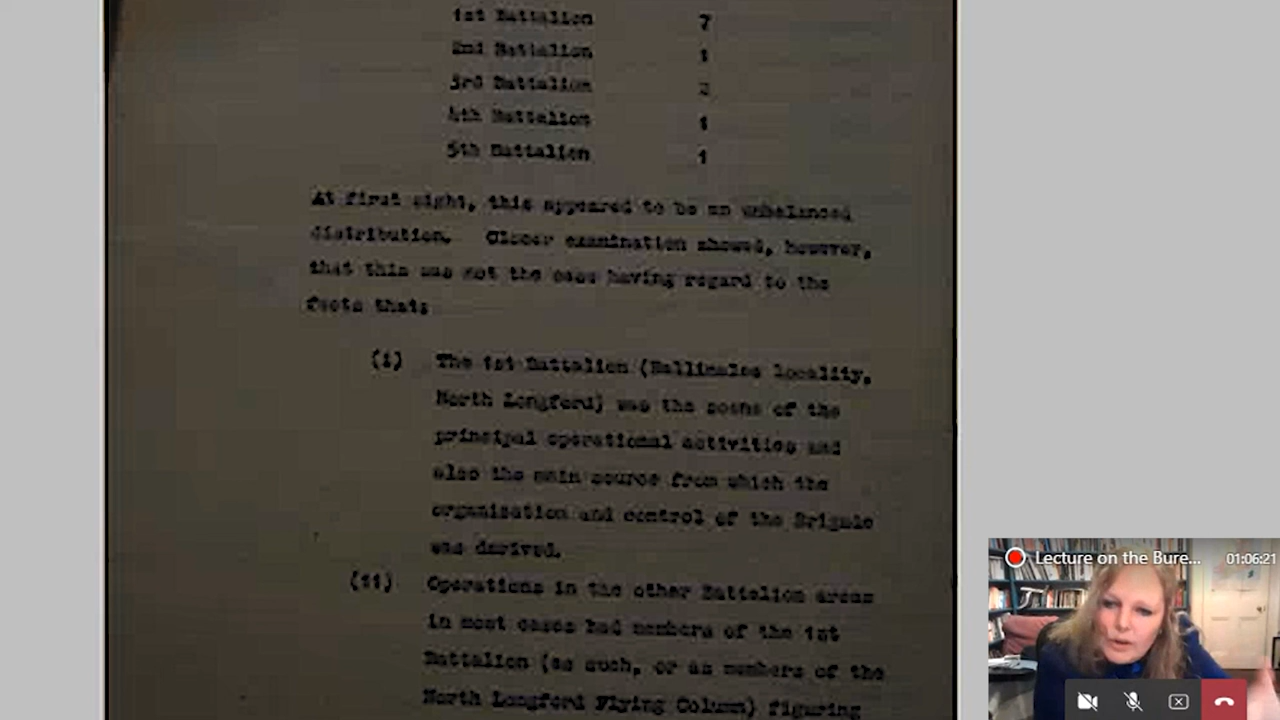 1st Battalion 7
2nd Battalion 1
3rd Battalion 2
4th Battalion 1
5th Battalion 1
At first sight, this appeared to be an unbalanced
distribution. Closer examination showed, however,
that this was not the case having regard to the
facts that:
(i) The 1st Battalion (Ballinalee locality,
North Longford) was the scene of the
principal operational activities and
also the main source from which the
organisation and control of the Brigade
was derived.
(ii) Operations in the other Battalion areas
in most cases had members of the 1st
Battalion (as such, or as members of the
North Longford Flying Column) figuring
Lecture on the Bure... 01:06:21